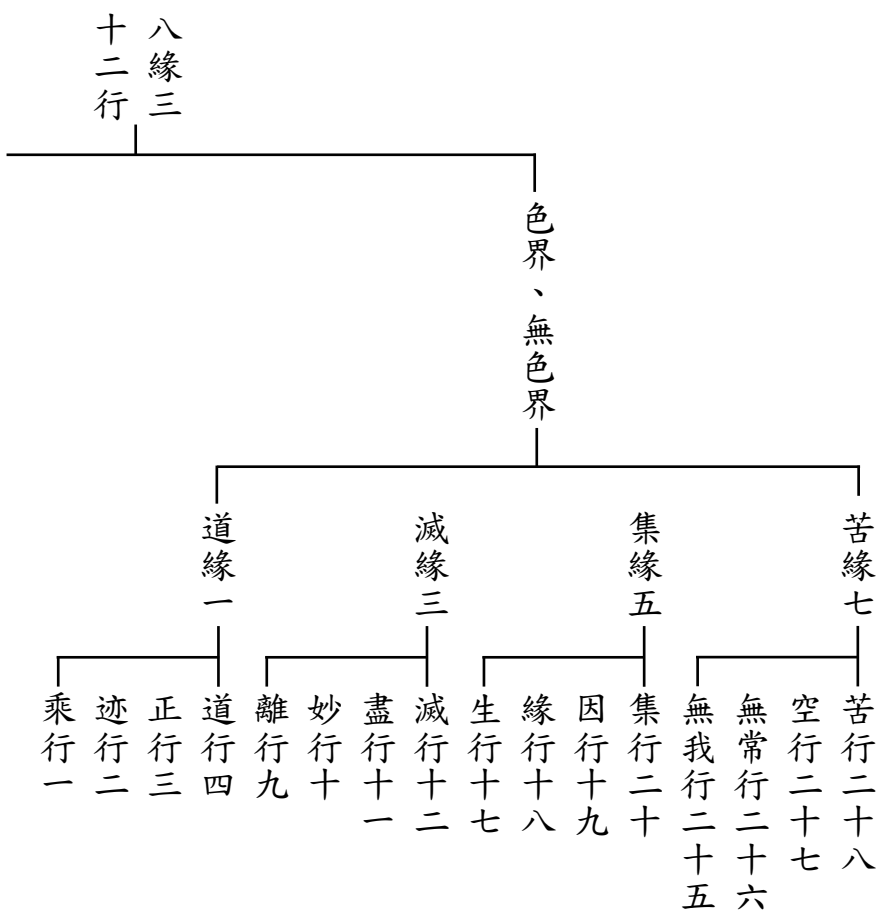 八緣三
十二行
色界、無色界
苦緣七
集緣五
滅緣三
道緣一
苦行二十八
空行二十七
無常行二十六
無我行二十五
集行二十
因行十九
緣行十八
生行十七
滅行十二
盡行十一
妙行十
離行九
道行四
正行三
迹行二
乘行一